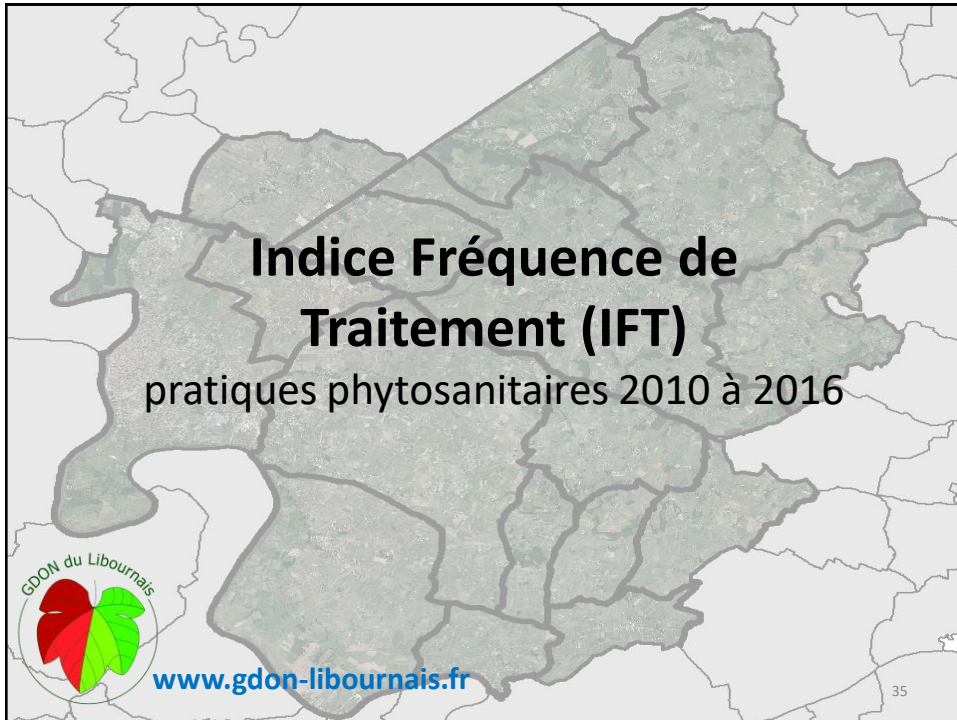 Indice Fréquence de
Traitement (IFT)
pratiques phytosanitaires 2010 à 2016
GDON du Libournais
www.gdon-libournais.fr
35